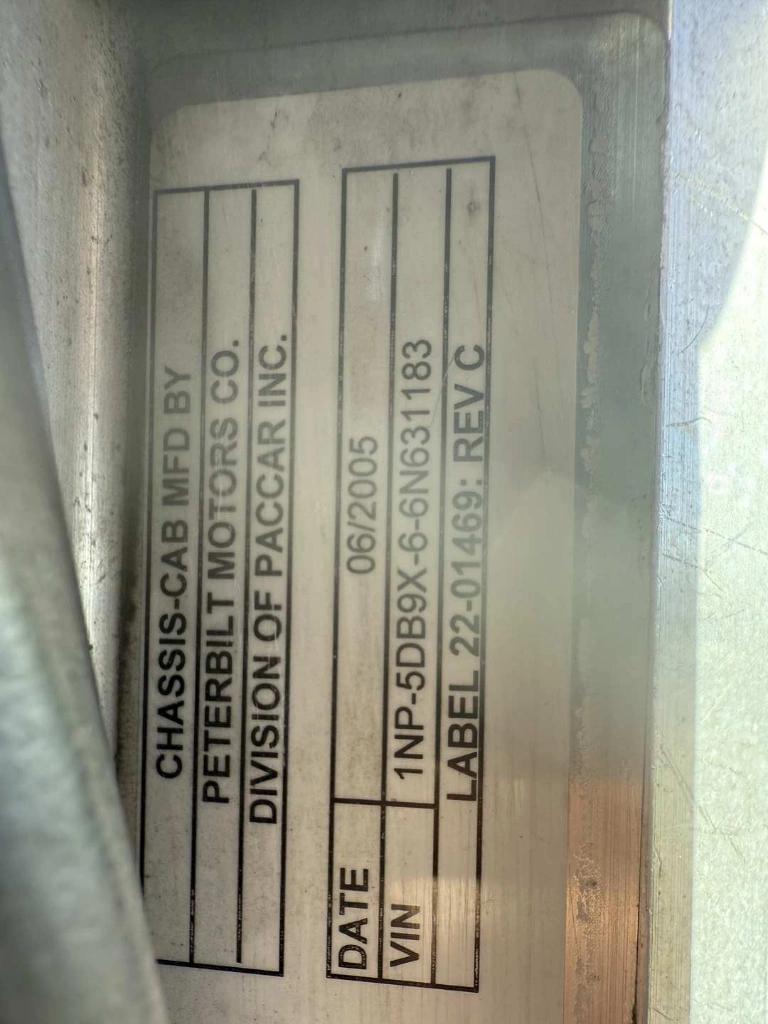 CHASSIS-CAB MFD BY
PETERBILT MOTORS CO.
DIVISION OF PACCAR INC.
DATE 06/2005
VIN 1NP-5DB9X-6-6N631183
LABEL 22-01469: REV C